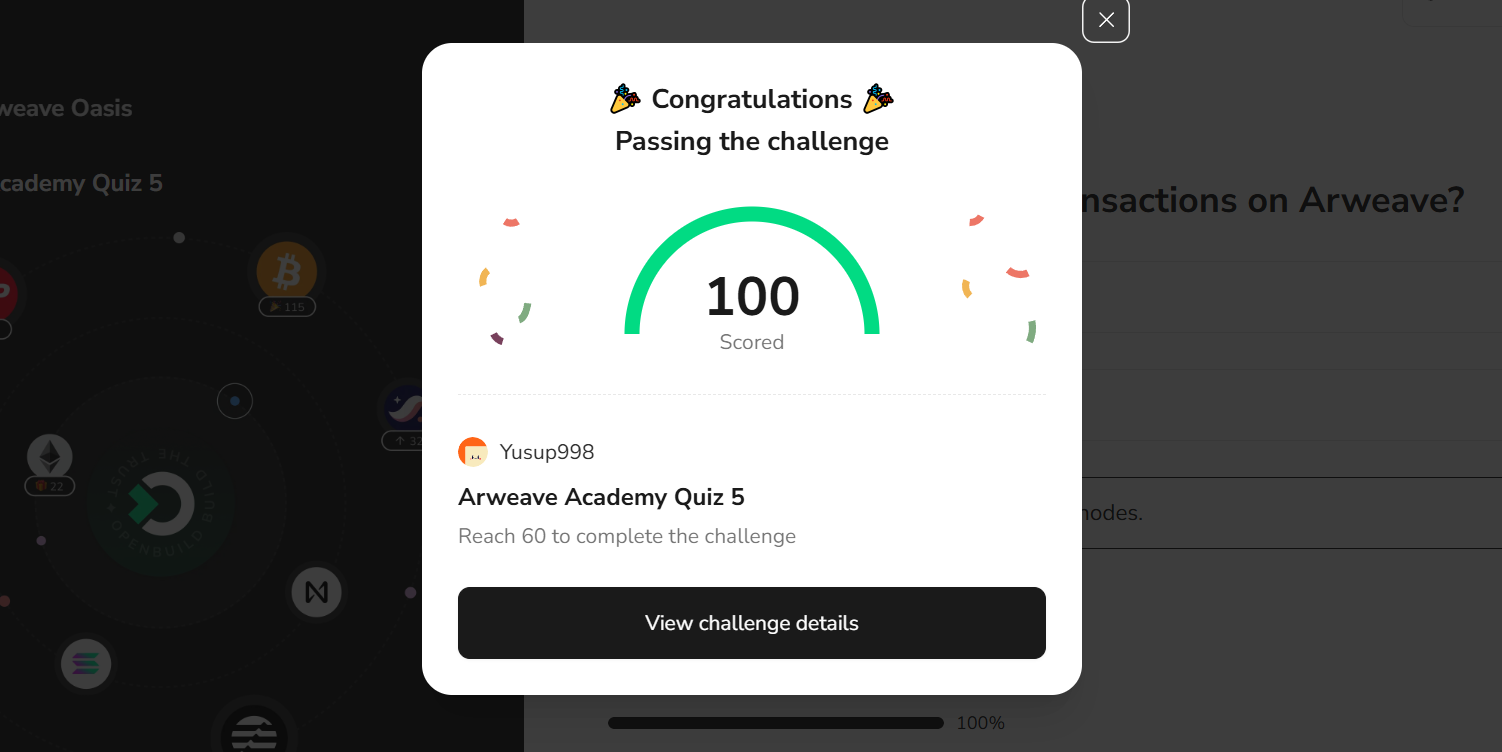 weave Oasis
cademy Quiz 5
Congratulations
Passing the challenge
100
Scored
Yusup998
Arweave Academy Quiz 5
Reach 60 to complete the challenge
View challenge details
nsactions on Arweave?
nodes.
100%
115
32
22
BUILD THE TRUST
OPENBUILD